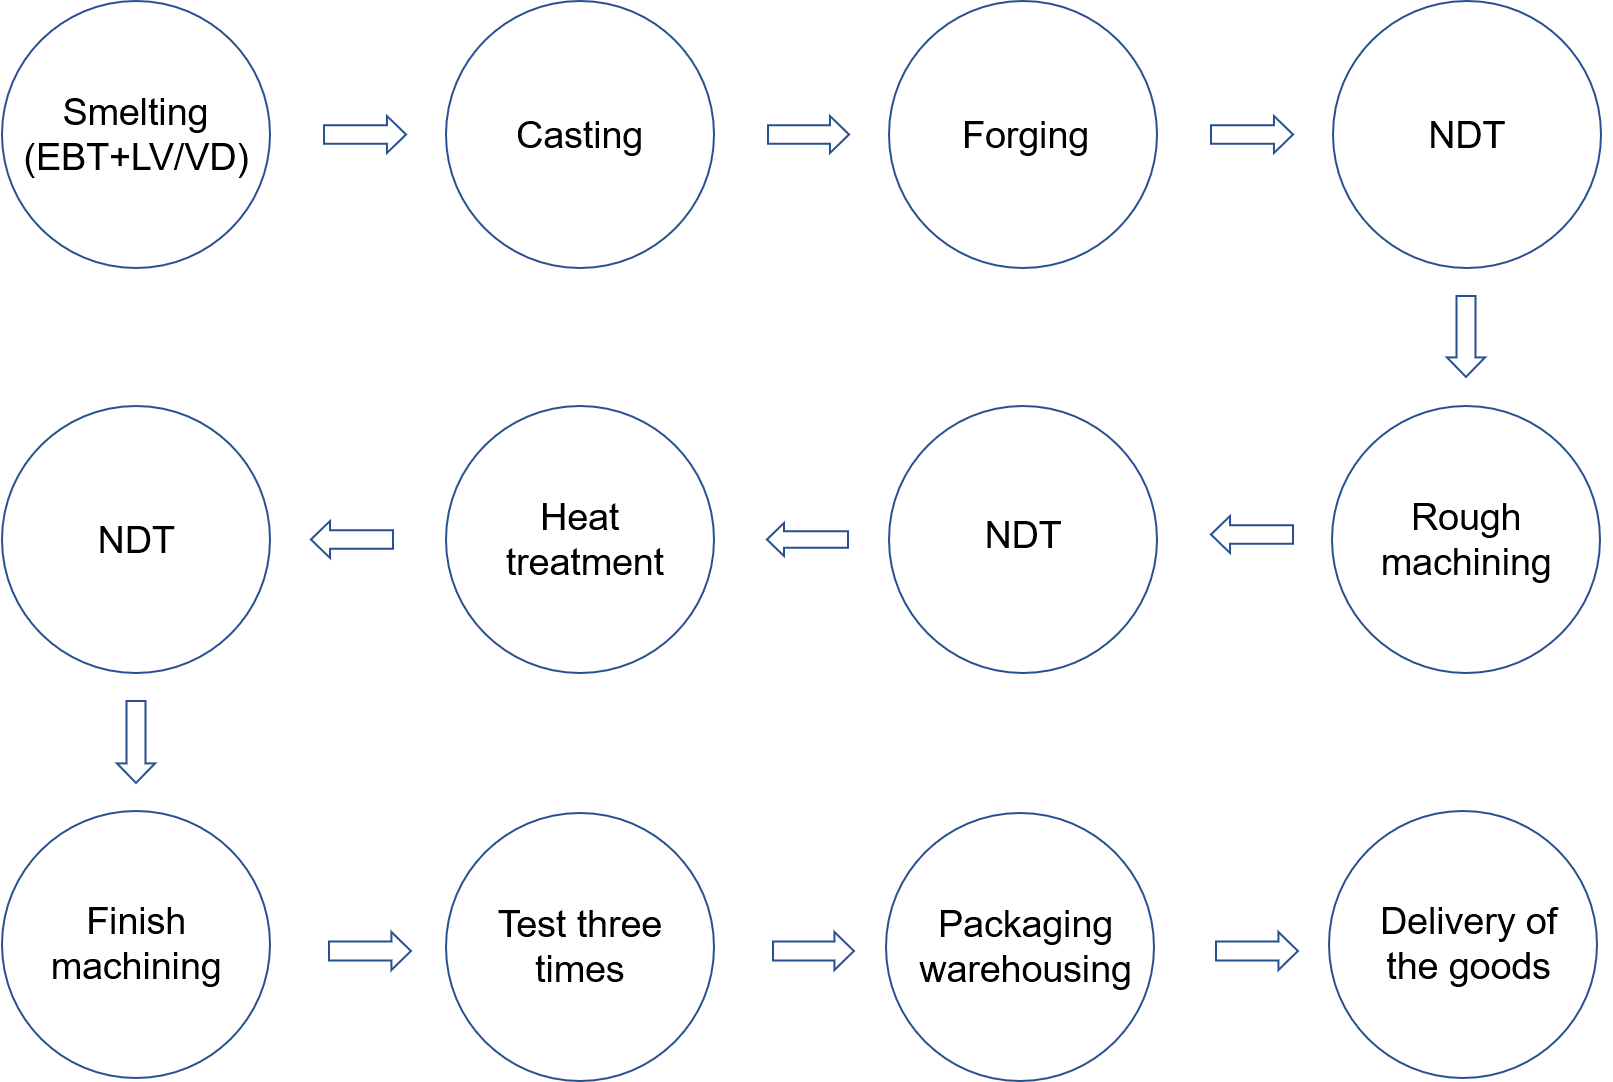 Smelting
(EBT+LV/VD)
Casting
Forging
NDT
Rough
machining
NDT
Heat
treatment
NDT
Finish
machining
Test three
times
Packaging
warehousing
Delivery of
the goods